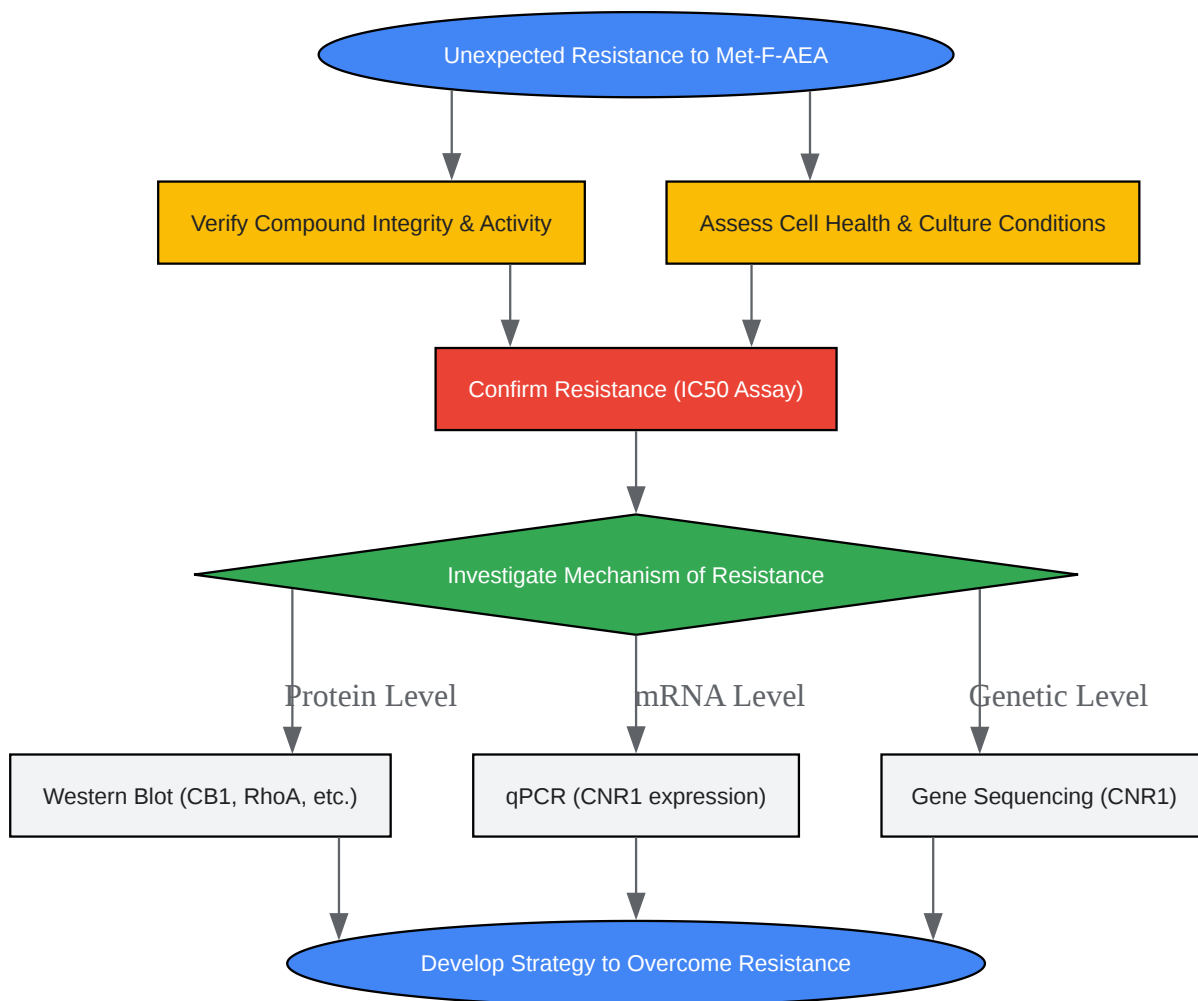 Unexpected Resistance to Met-F-AEA
Verify Compound Integrity & Activity
Assess Cell Health & Culture Conditions
Confirm Resistance (IC50 Assay)
Investigate Mechanism of Resistance
Protein Level
mRNA Level
Genetic Level
Western Blot (CB1, RhoA, etc.)
qPCR (CNR1 expression)
Gene Sequencing (CNR1)
Develop Strategy to Overcome Resistance